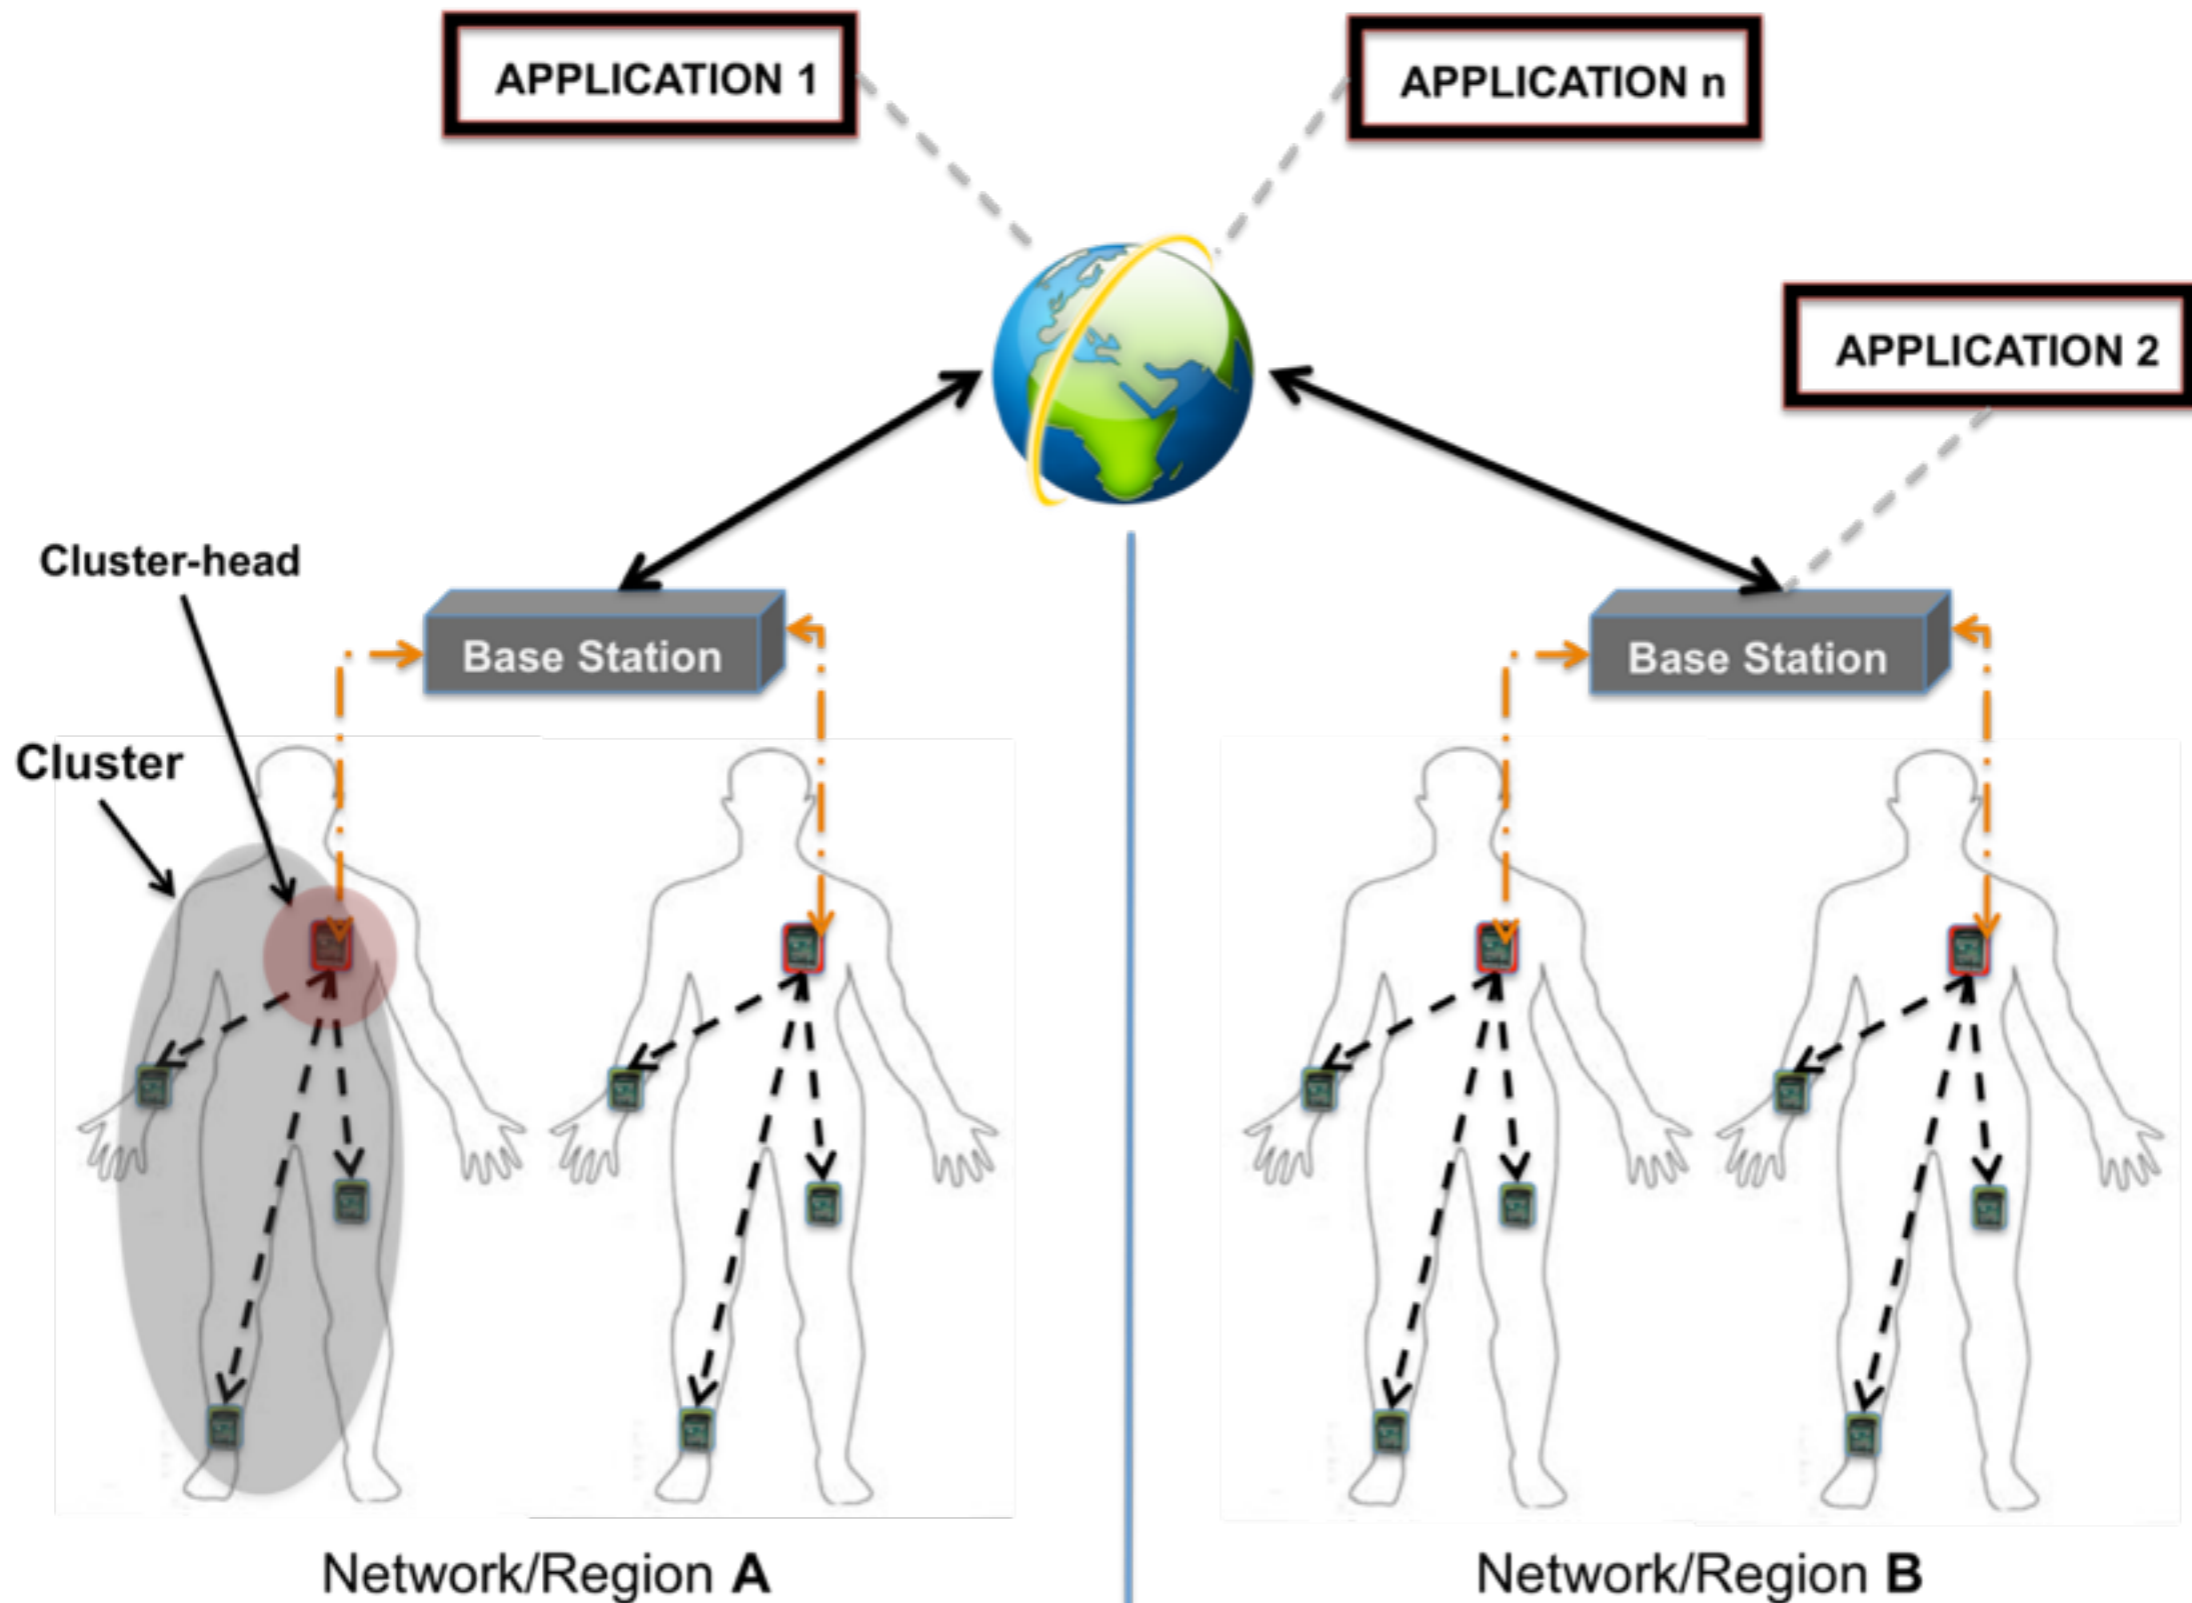 APPLICATION 1
APPLICATION n
APPLICATION 2
Cluster-head
Base Station
Base Station
Cluster
Network/Region A
Network/Region B